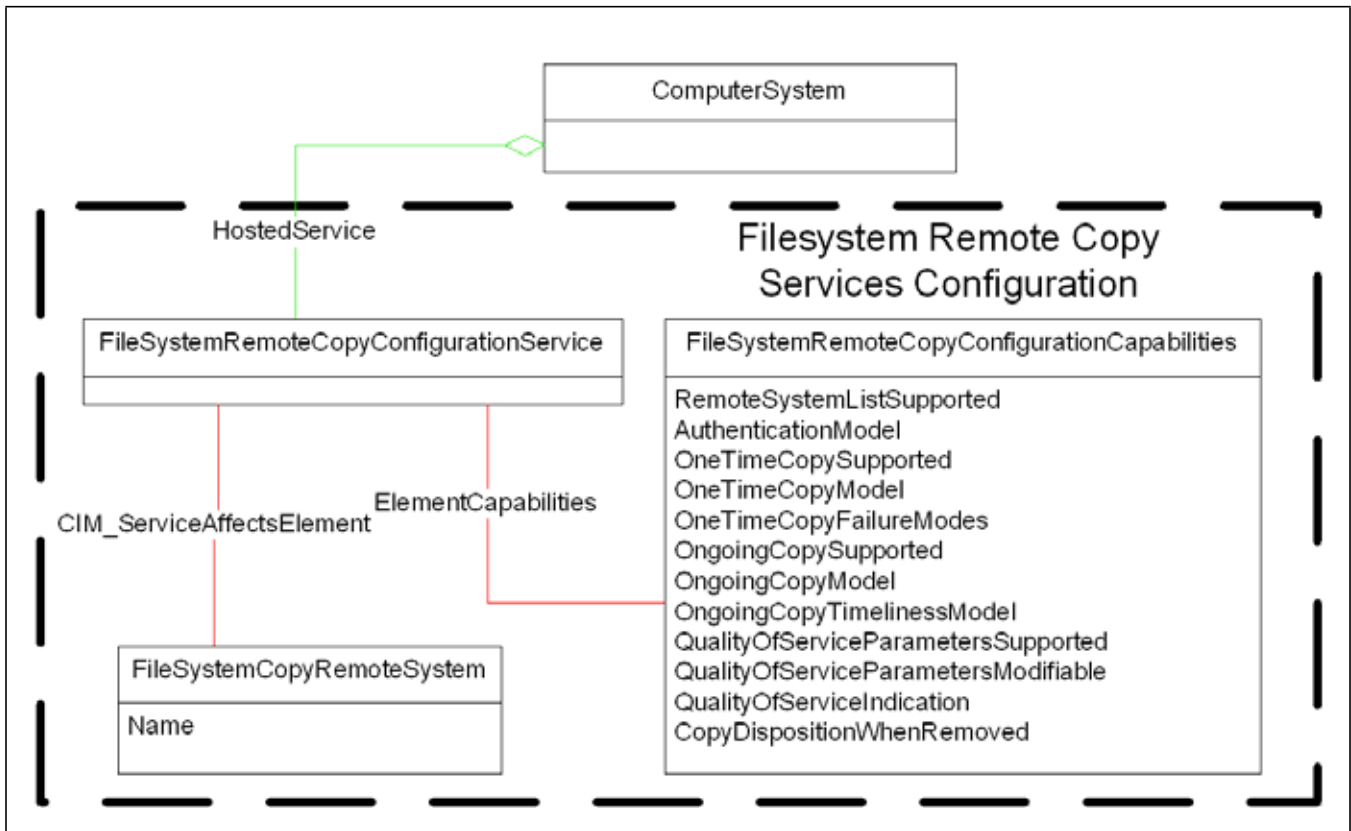 ComputerSystem
HostedService
Filesystem Remote Copy
Services Configuration
FileSystemRemoteCopyConfigurationService
FileSystemRemoteCopyConfigurationCapabilities
RemoteSystemListSupported
AuthenticationModel
OneTimeCopySupported
OneTimeCopyModel
OneTimeCopyFailureModes
OngoingCopySupported
OngoingCopyModel
OngoingCopyTimelinessModel
QualityOfServiceParametersSupported
QualityOfServiceParametersModifiable
QualityOfServiceIndication
CopyDispositionWhenRemoved
ElementCapabilities
CIM_ServiceAffectsElement
FileSystemCopyRemoteSystem
Name